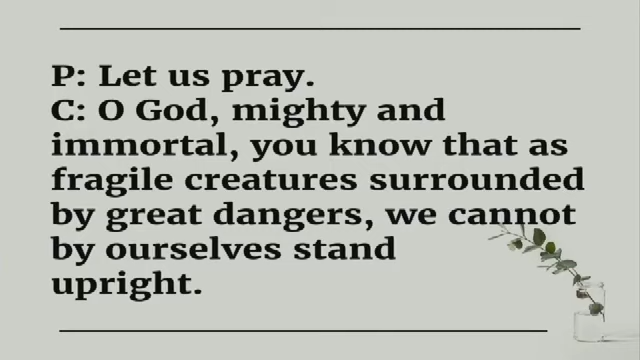 P: Let us pray.
C: O God, mighty and
immortal, you know that as
fragile creatures surrounded
by great dangers, we cannot
by ourselves stand
upright.